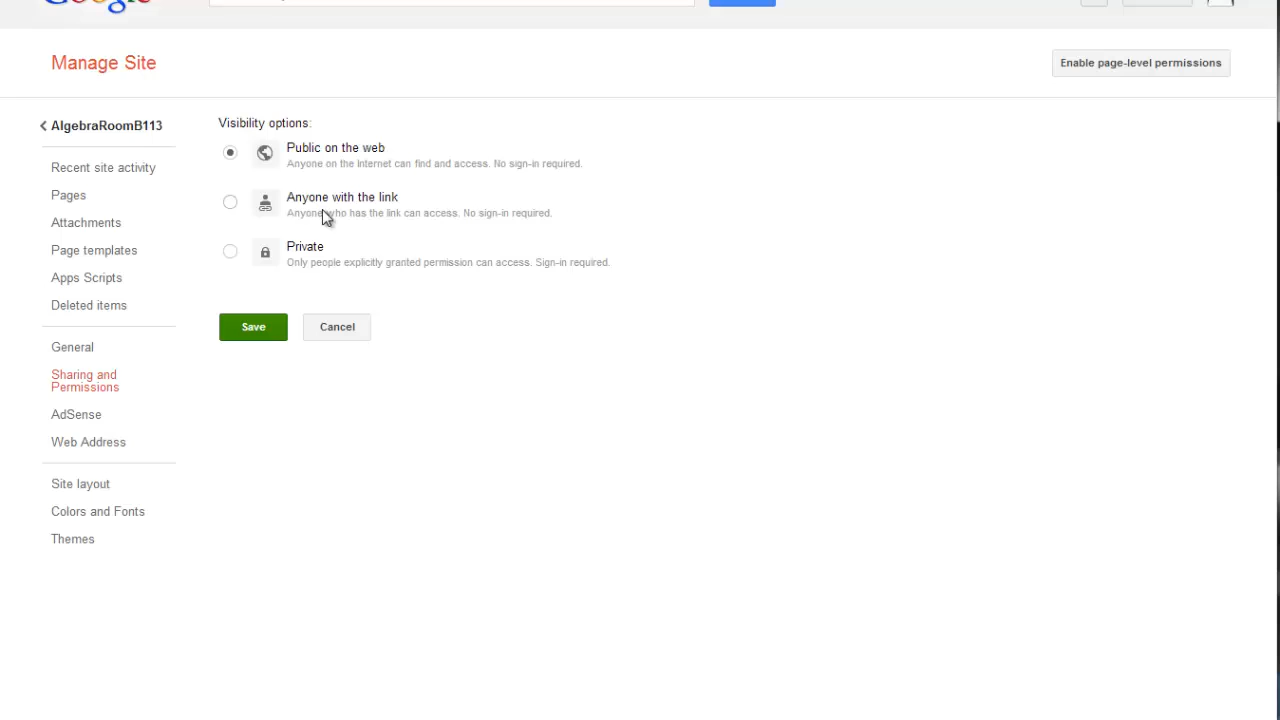 Google
Manage Site
Enable page-level permissions
AlgebraRoomB113
Recent site activity
Pages
Attachments
Page templates
Apps Scripts
Deleted items
General
Sharing and
Permissions
AdSense
Web Address
Site layout
Colors and Fonts
Themes
Visibility options:
Public on the web
Anyone on the Internet can find and access. No sign-in required.
Anyone with the link
Anyone who has the link can access. No sign-in required.
Private
Only people explicitly granted permission can access. Sign-in required.
Save
Cancel